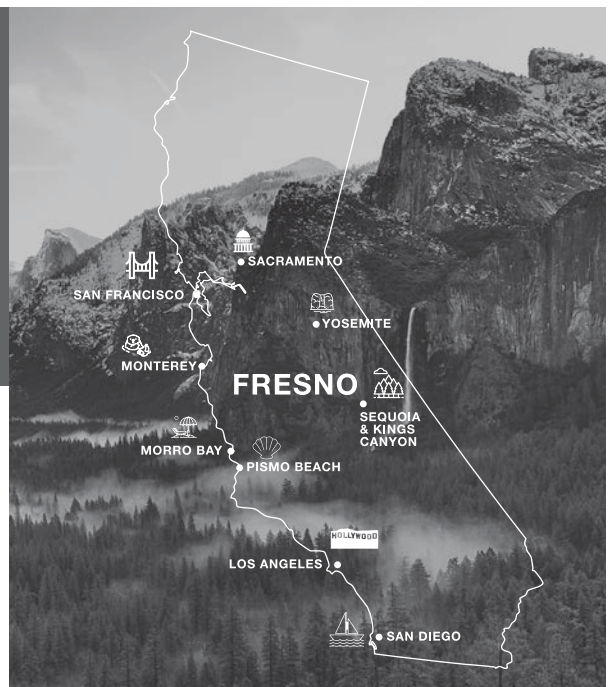 SACRAMENTO
SAN FRANCISCO
YOSEMITE
MONTEREY
FRESNO
SEQUOIA
& KINGS
CANYON
MORRO BAY
PISMO BEACH
HOLLYWOOD
LOS ANGELES
SAN DIEGO